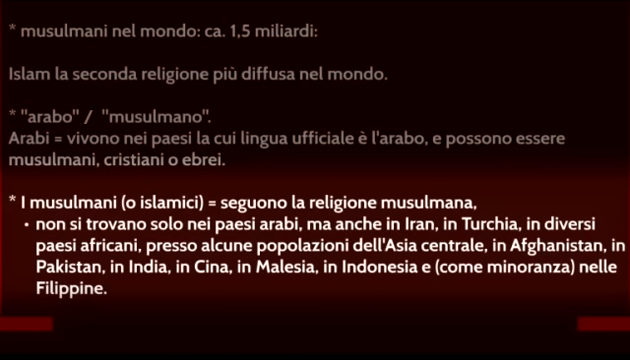 * musulmani nel mondo: ca. 1,5 miliardi:
Islam la seconda religione più diffusa nel mondo.
* "arabo" / "musulmano".
Arabi = vivono nei paesi la cui lingua ufficiale è l'arabo, e possono essere
musulmani, cristiani o ebrei.
* I musulmani (o islamici) = seguono la religione musulmana,
• non si trovano solo nei paesi arabi, ma anche in Iran, in Turchia, in diversi
paesi africani, presso alcune popolazioni dell'Asia centrale, in Afghanistan, in
Pakistan, in India, in Cina, in Malesia, in Indonesia e (come minoranza) nelle
Filippine.